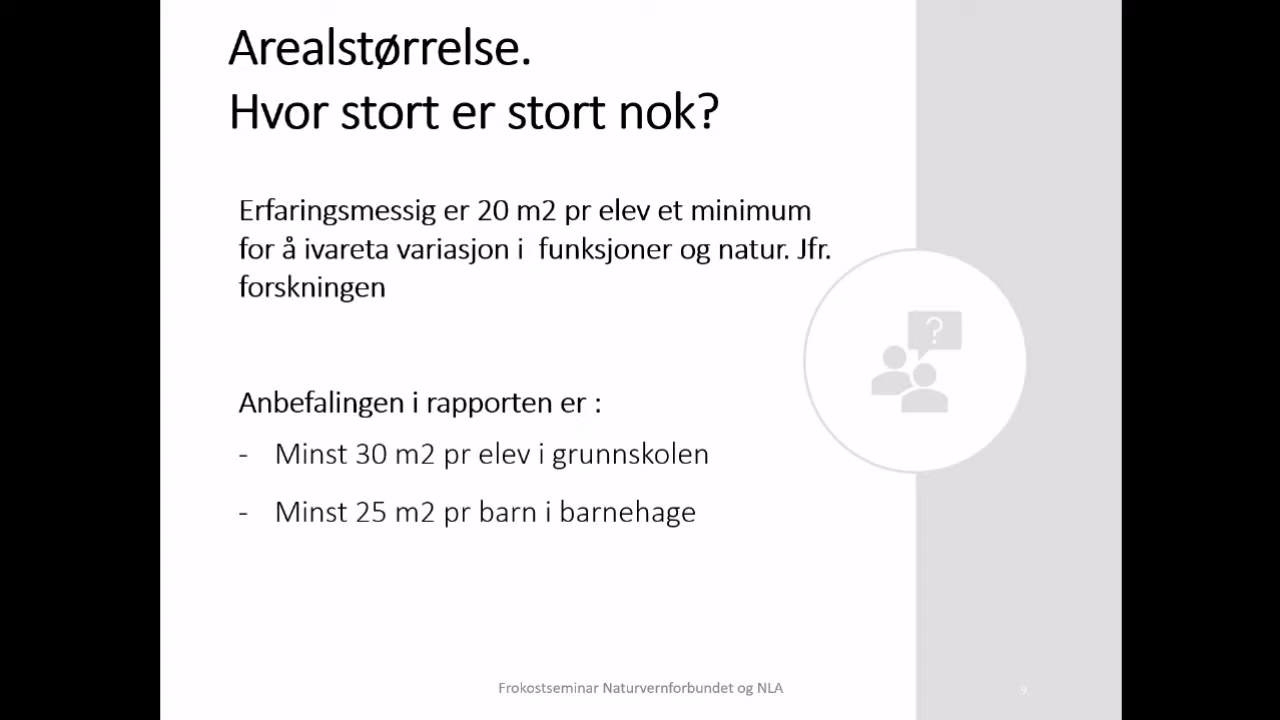 Arealstørrelse.
Hvor stort er stort nok?
Erfaringsmessig er 20 m2 pr elev et minimum
for å ivareta variasjon i  funksjoner og natur. Jfr.
forskningen
?
Anbefalingen i rapporten er :
- Minst 30 m2 pr elev i grunnskolen
- Minst 25 m2 pr barn i barnehage
Frokostseminar Naturvernforbundet og NLA
9